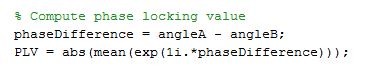 % Compute phase locking value
phaseDifference = angleA - angleB;
PLV = abs(mean(exp(1i.*phaseDifference)));